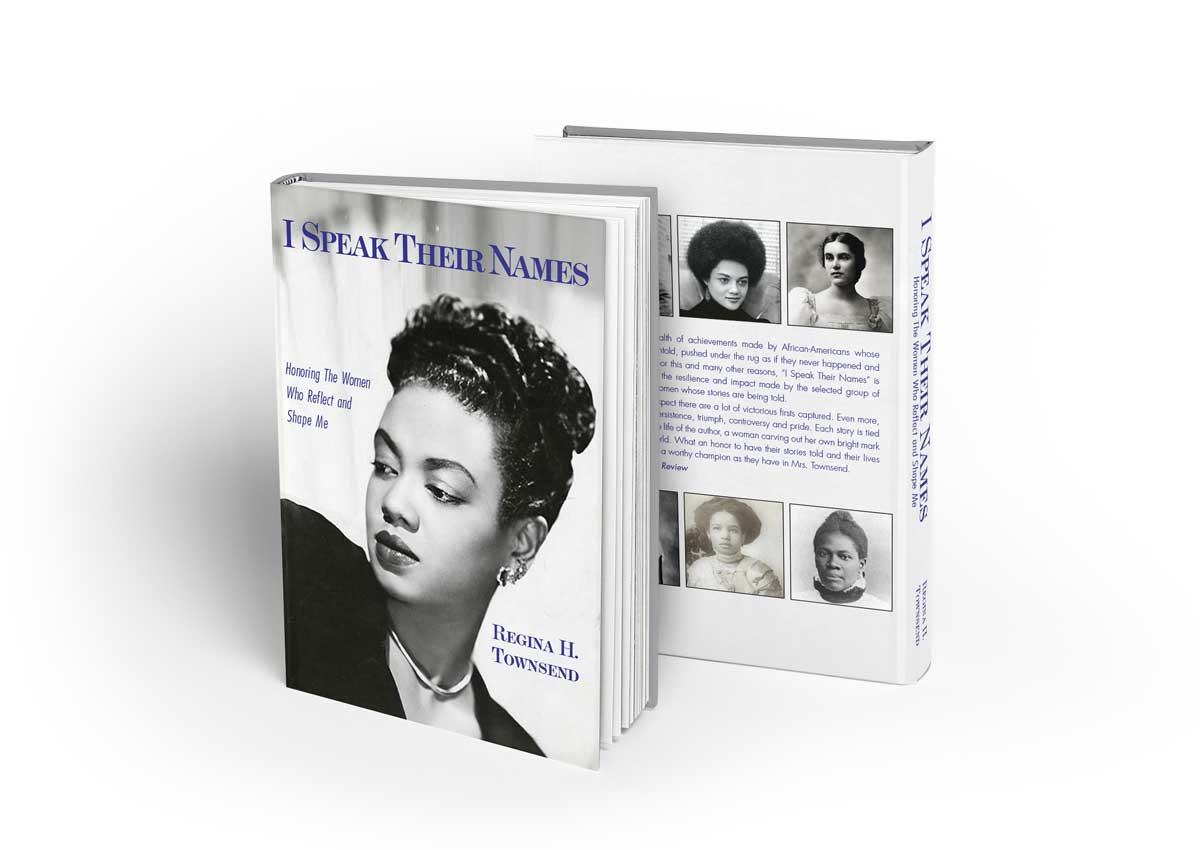 I SPEAK THEIR NAMES
Honoring The Women
Who Reflect and
Shape Me
REGINA H.
TOWNSEND
alth of achievements made by African-Americans whose
ntold, pushed under the rug as if they never happened and
or this and many other reasons, "I Speak Their Names" is
the resilience and impact made by the selected group of
omen whose stories are being told.
spect there are a lot of victorious firsts captured. Even more,
ersistence, triumph, controversy and pride. Each story is tied
life of the author, a woman carving out her own bright mark
rld. What an honor to have their stories told and their lives
a worthy champion as they have in Mrs. Townsend.
Review
I SPEAK THEIR NAMES
Honoring The Women Who Reflect and Shape Me
REGINA H.
TOWNSEND